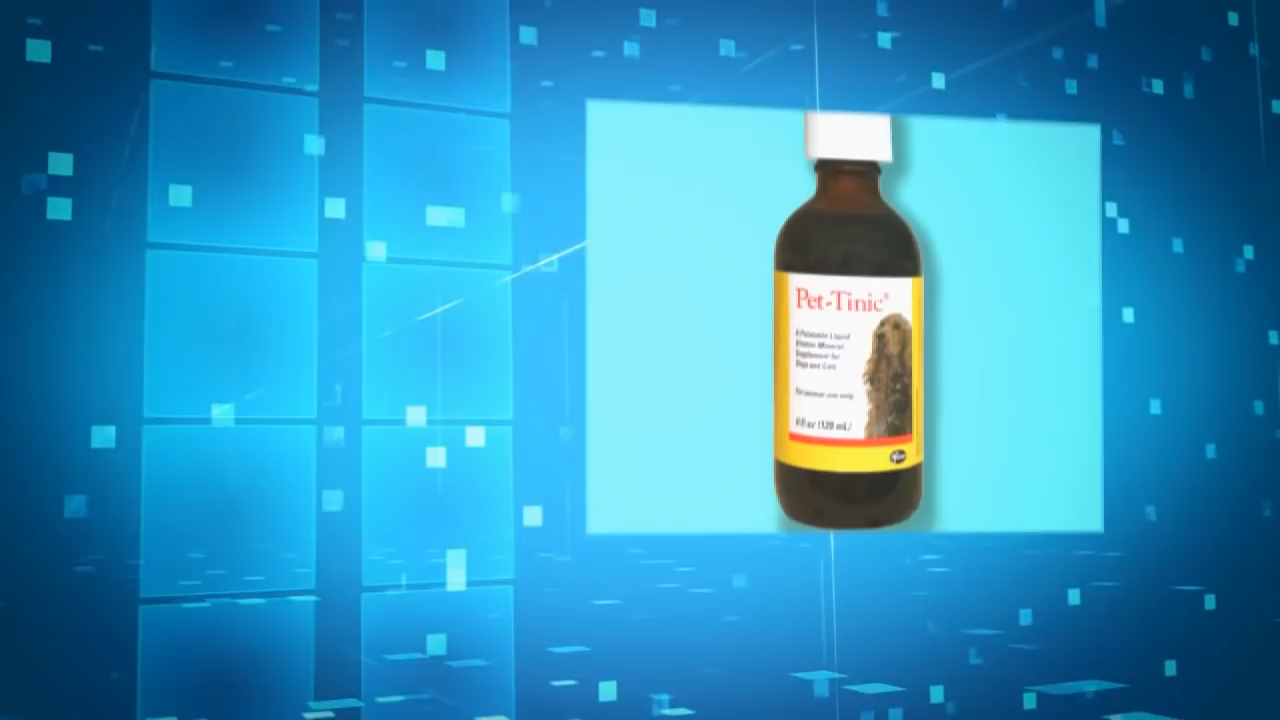 Pet-Tinic®
A Palatable Liquid
Vitamin-Mineral
Supplement for
Dogs and Cats
For animal use only
4 fl oz (120 mL)
Pfizer